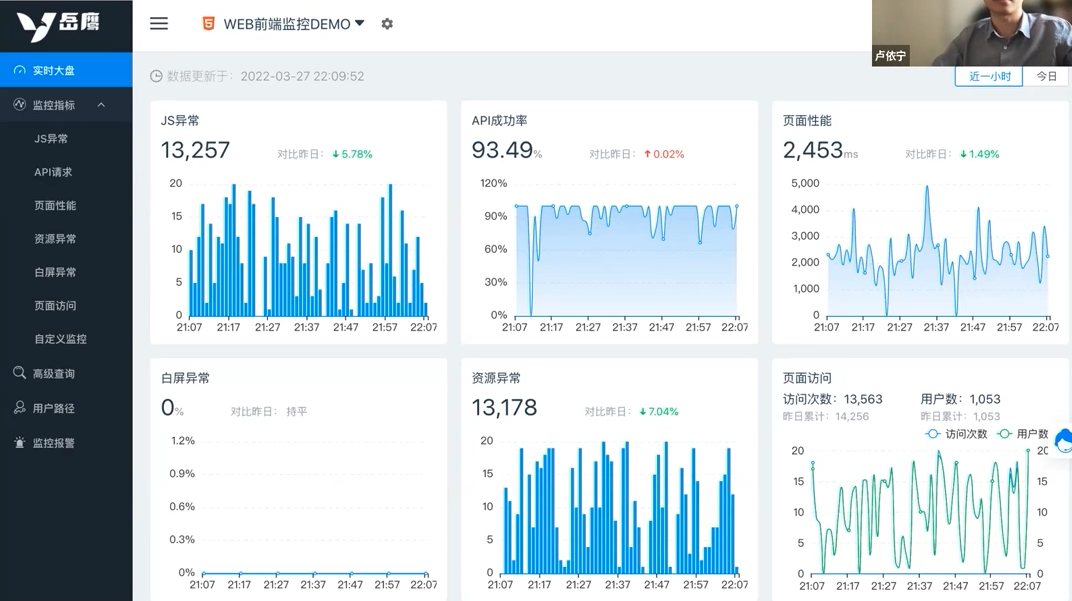 岳鹰
WEB前端监控DEMO
卢依宁
实时大盘
监控指标
JS异常
API请求
页面性能
资源异常
白屏异常
页面访问
自定义监控
高级查询
用户路径
监控报警
数据更新于: 2022-03-27 22:09:52
近一小时 今日
JS异常
13,257 对比昨日: 5.78%
20
15
10
5
0
21:07 21:17 21:27 21:37 21:47 21:57 22:07
API成功率
93.49% 对比昨日: 0.02%
120%
90%
60%
30%
0%
21:07 21:17 21:27 21:37 21:47 21:57 22:07
页面性能
2,453ms 对比昨日: 1.49%
5,000
4,000
3,000
2,000
1,000
0
21:07 21:17 21:27 21:37 21:47 21:57 22:07
白屏异常
0% 对比昨日: 持平
1.2%
0.9%
0.6%
0.3%
0%
21:07 21:17 21:27 21:37 21:47 21:57 22:07
资源异常
13,178 对比昨日: 7.04%
20
15
10
5
0
21:07 21:17 21:27 21:37 21:47 21:57 22:07
页面访问
访问次数: 13,563 用户数: 1,053
昨日累计: 14,256 昨日累计: 1,053
访问次数 用户数
20 20
15 15
10 10
5 5
0 0
21:07 21:17 21:27 21:37 21:47 21:57 22:07